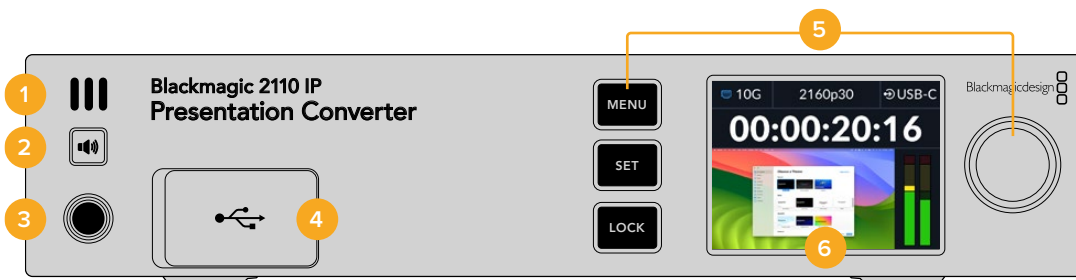 5
1
Blackmagic 2110 IP
Presentation Converter
2
3
4
MENU
SET
LOCK
10G 2160p30 USB-C
00:00:20:16
6
Blackmagicdesign